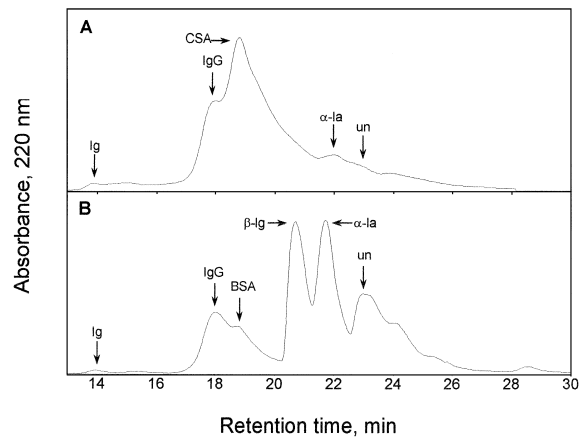 A
CSA
IgG
α-la
un
Ig
B
β-lg
α-la
un
IgG
BSA
Ig
14 16 18 20 22 24 26 28 30
Absorbance, 220 nm
Retention time, min